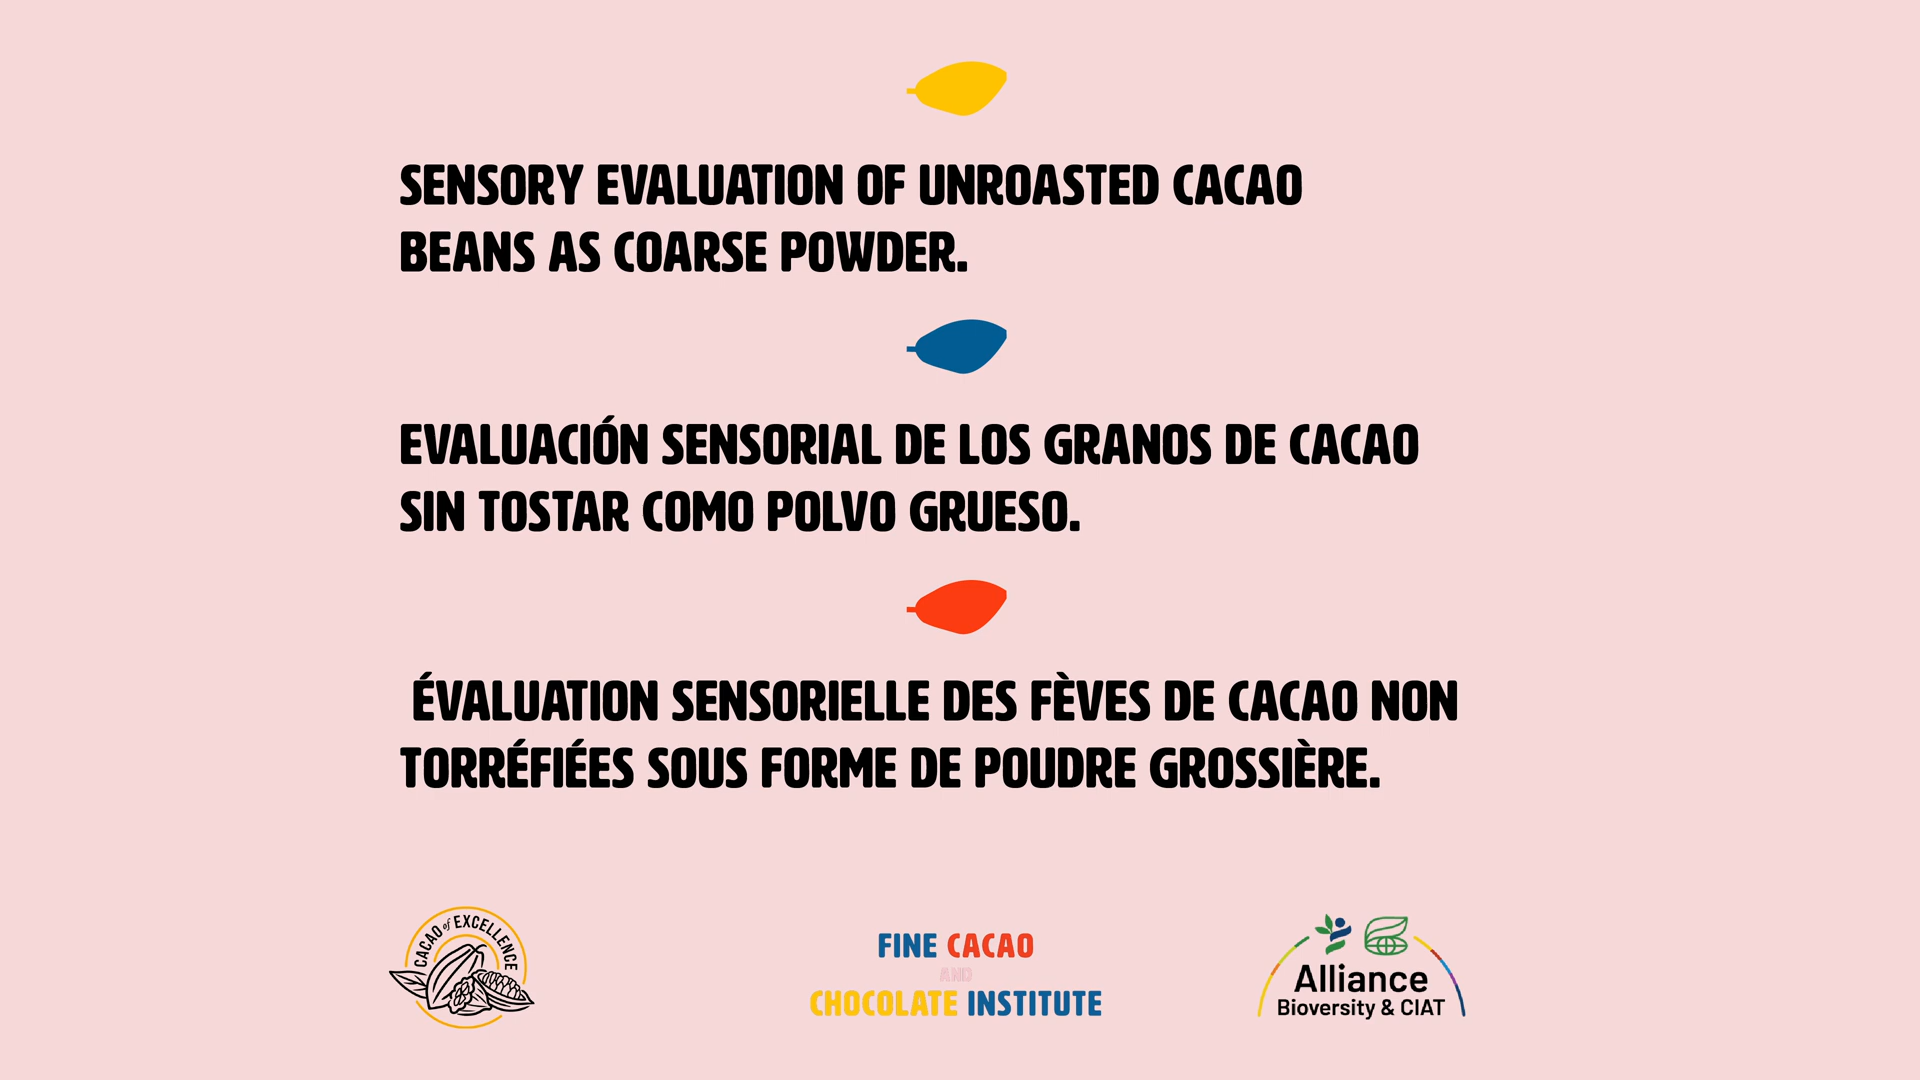 SENSORY EVALUATION OF UNROASTED CACAO
BEANS AS COARSE POWDER.
EVALUACIÓN SENSORIAL DE LOS GRANOS DE CACAO
SIN TOSTAR COMO POLVO GRUESO.
ÉVALUATION SENSORIELLE DES FÈVES DE CACAO NON
TORRÉFIÉES SOUS FORME DE POUDRE GROSSIÈRE.
CACAO of EXCELLENCE
FINE CACAO
AND
CHOCOLATE INSTITUTE
Alliance
Bioversity & CIAT